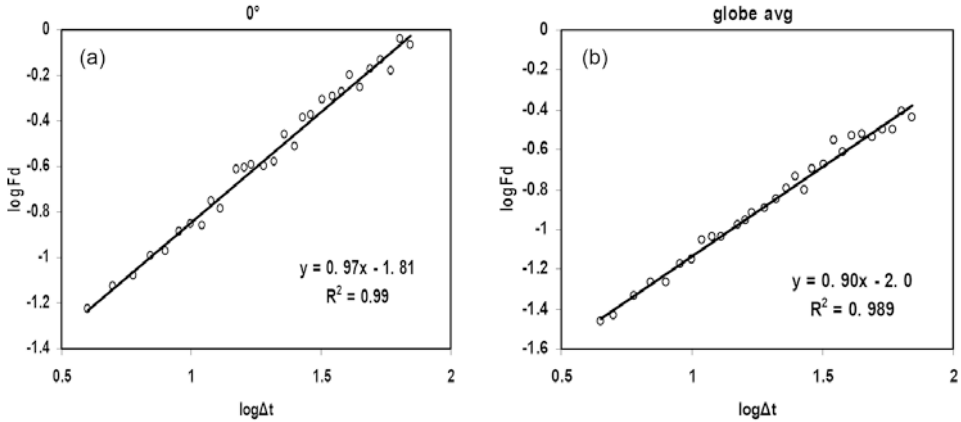 0°
(a)
0
-0.2
-0.4
-0.6
-0.8
-1
-1.2
-1.4
logFd
y = 0.97x - 1.81
R² = 0.99
0.5
1
1.5
2
logΔt
globe avg
(b)
0
-0.2
-0.4
-0.6
-0.8
-1
-1.2
-1.4
-1.6
logFd
y = 0.90x - 2.0
R² = 0.989
0.5
1
1.5
2
logΔt